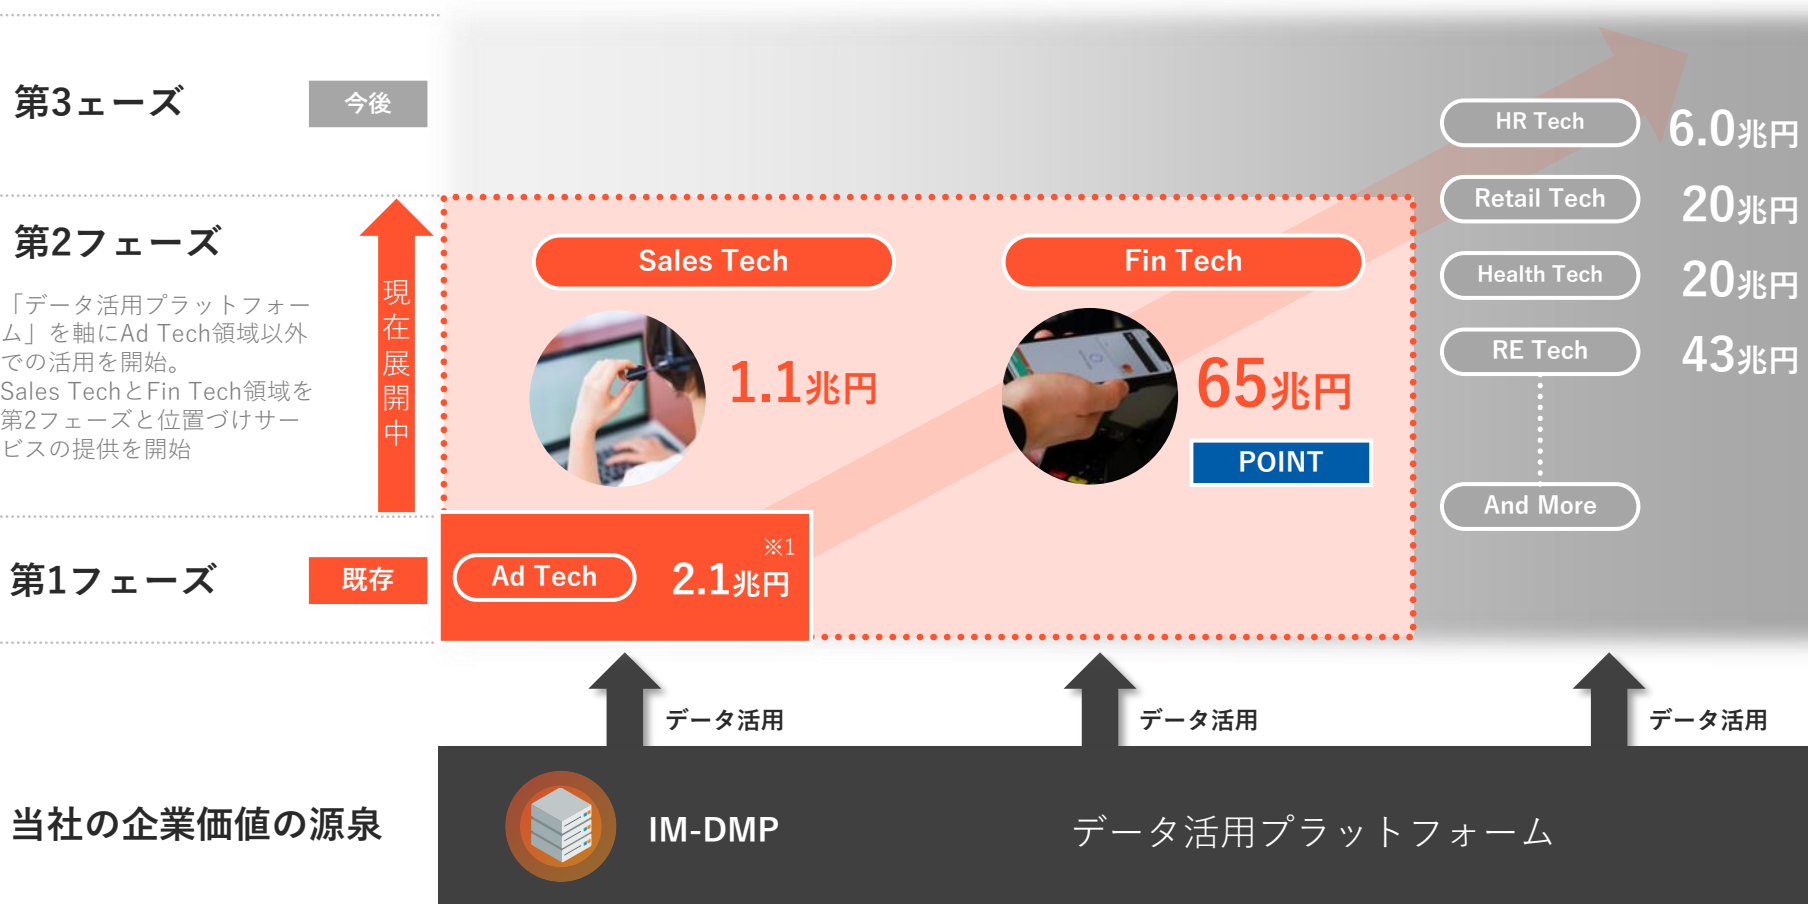 第3ェーズ
今後
HR Tech
6.0兆円
Retail Tech
20兆円
Health Tech
20兆円
RE Tech
43兆円
And More
第2フェーズ
「データ活用プラットフォー
ム」を軸にAd Tech領域以外
での活用を開始。
Sales TechとFin Tech領域を
第2フェーズと位置づけサー
ビスの提供を開始
現在展開中
Sales Tech
1.1兆円
Fin Tech
65兆円
POINT
第1フェーズ
既存
Ad Tech
※1
2.1兆円
データ活用
データ活用
データ活用
当社の企業価値の源泉
IM-DMP
データ活用プラットフォーム